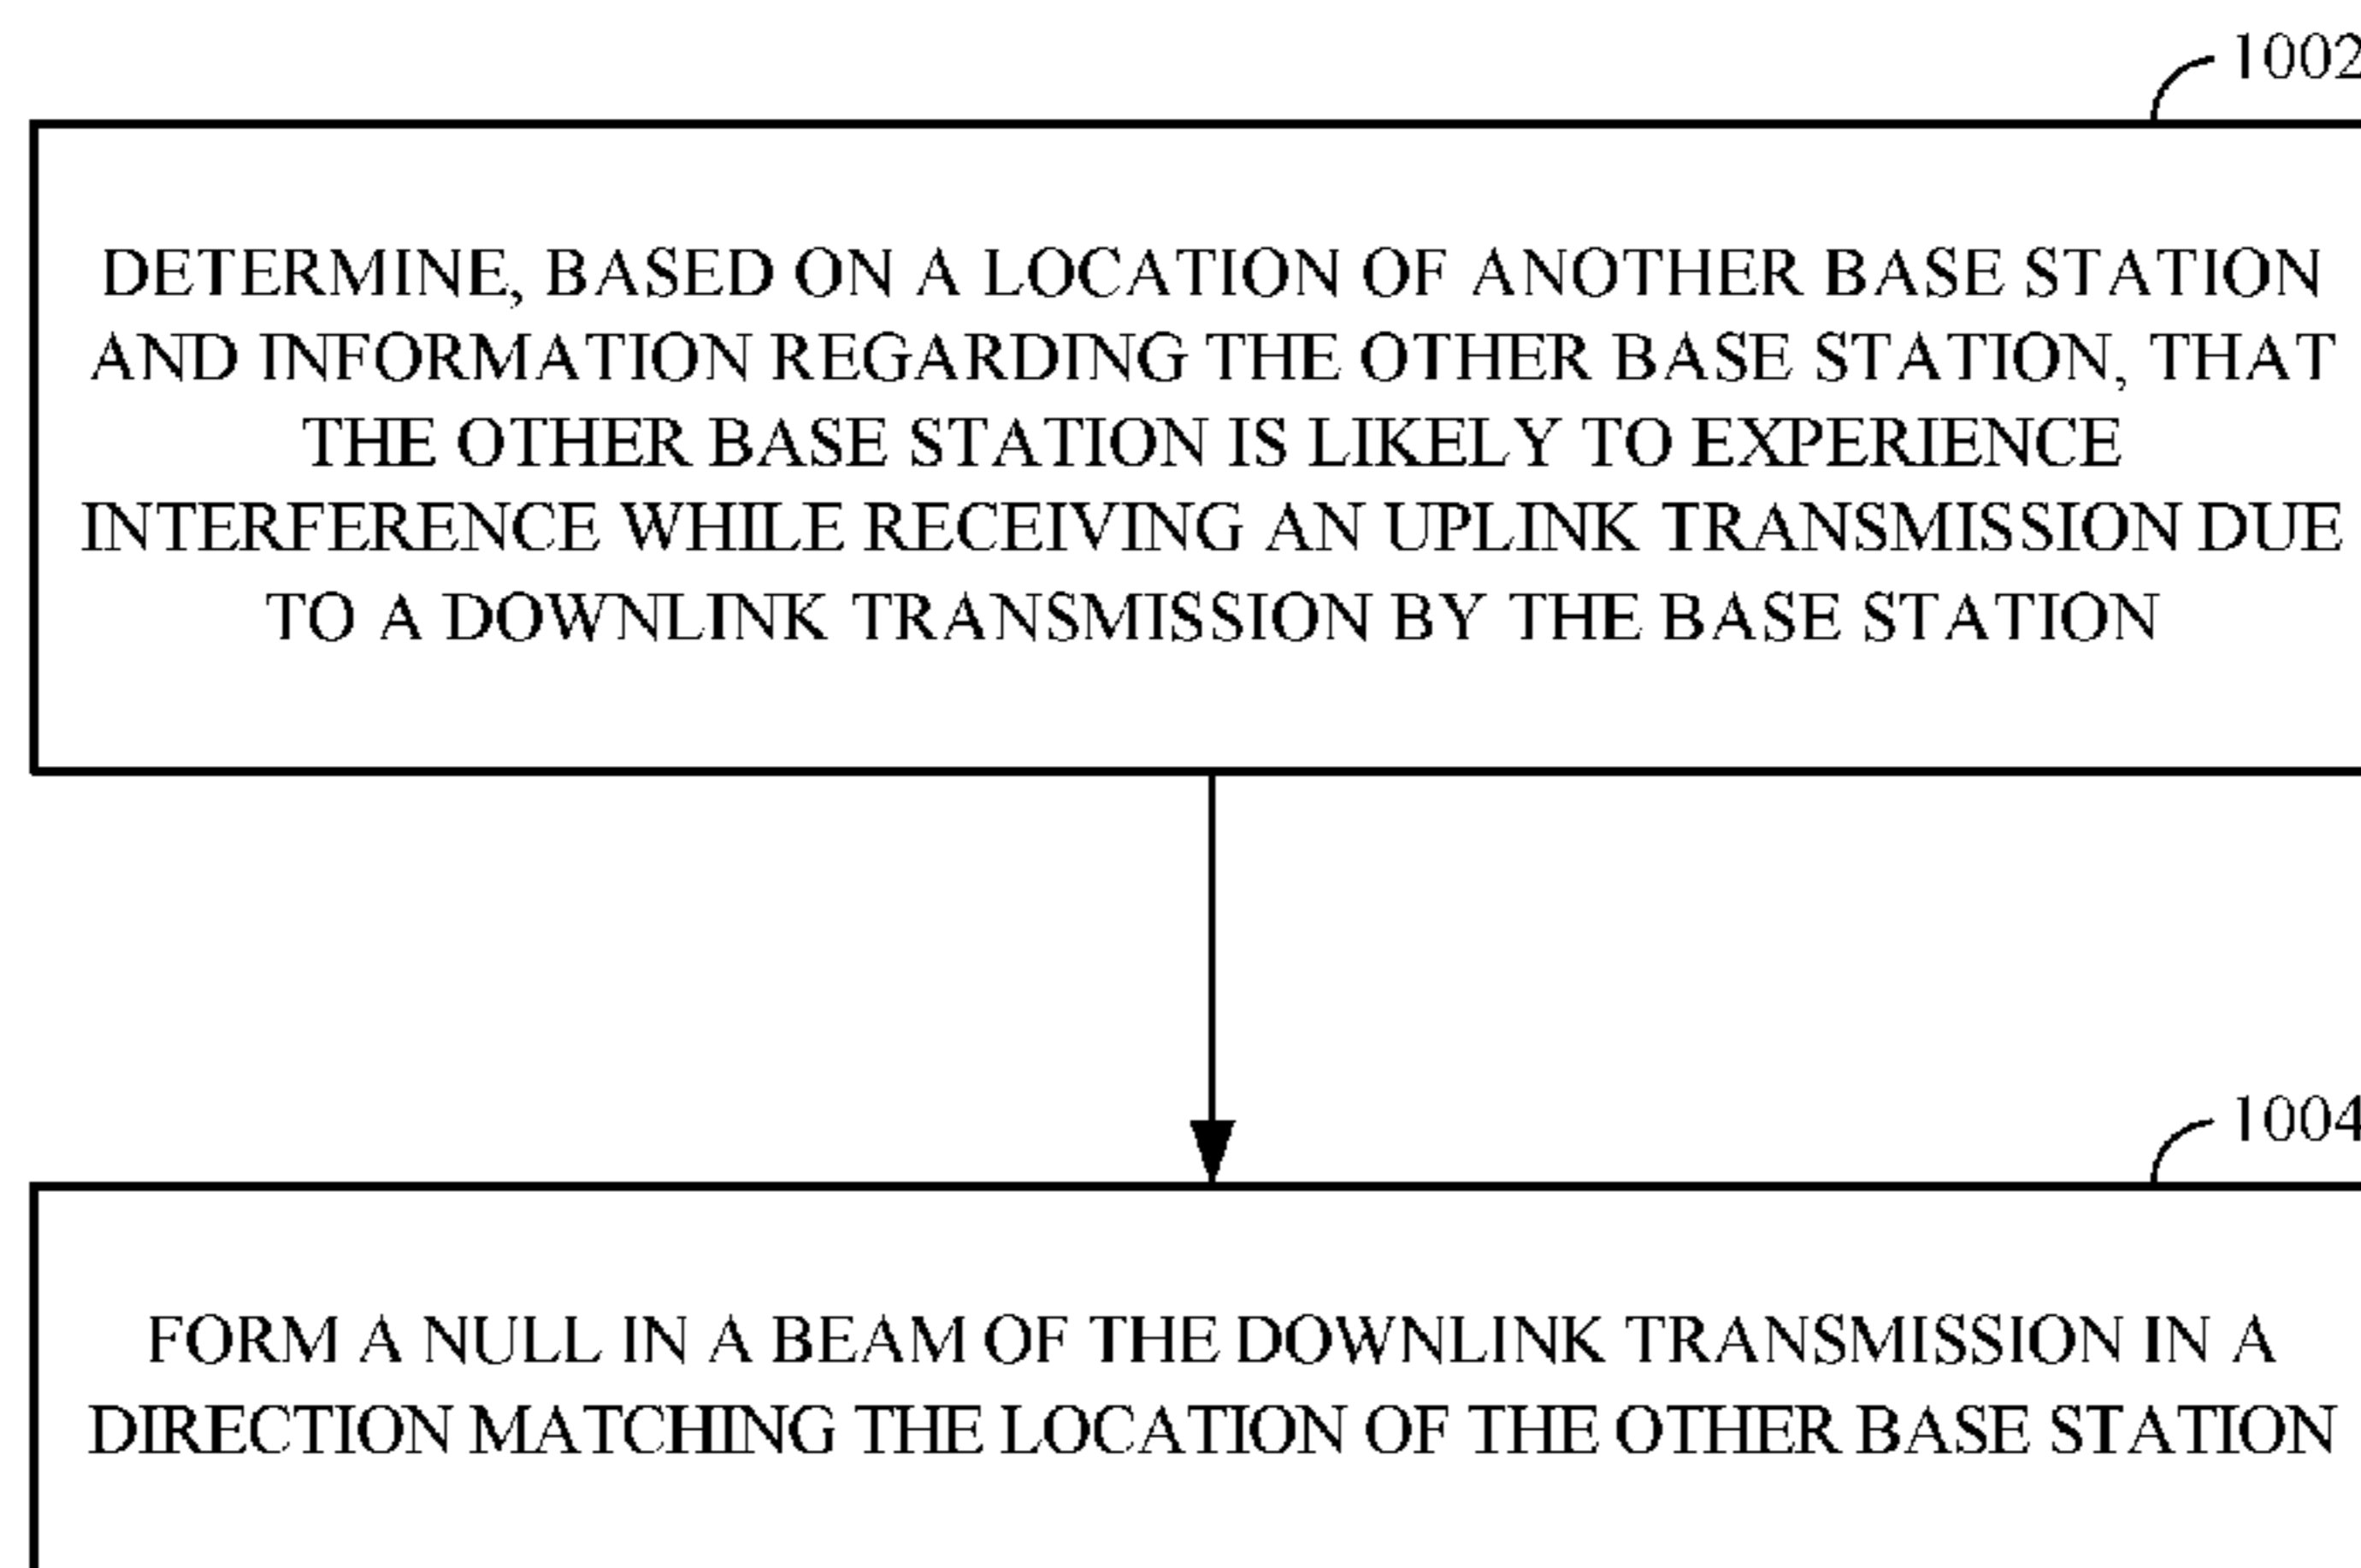 1002
DETERMINE, BASED ON A LOCATION OF ANOTHER BASE STATION
AND INFORMATION REGARDING THE OTHER BASE STATION, THAT
THE OTHER BASE STATION IS LIKELY TO EXPERIENCE
INTERFERENCE WHILE RECEIVING AN UPLINK TRANSMISSION DUE
TO A DOWNLINK TRANSMISSION BY THE BASE STATION
1004
FORM A NULL IN A BEAM OF THE DOWNLINK TRANSMISSION IN A
DIRECTION MATCHING THE LOCATION OF THE OTHER BASE STATION